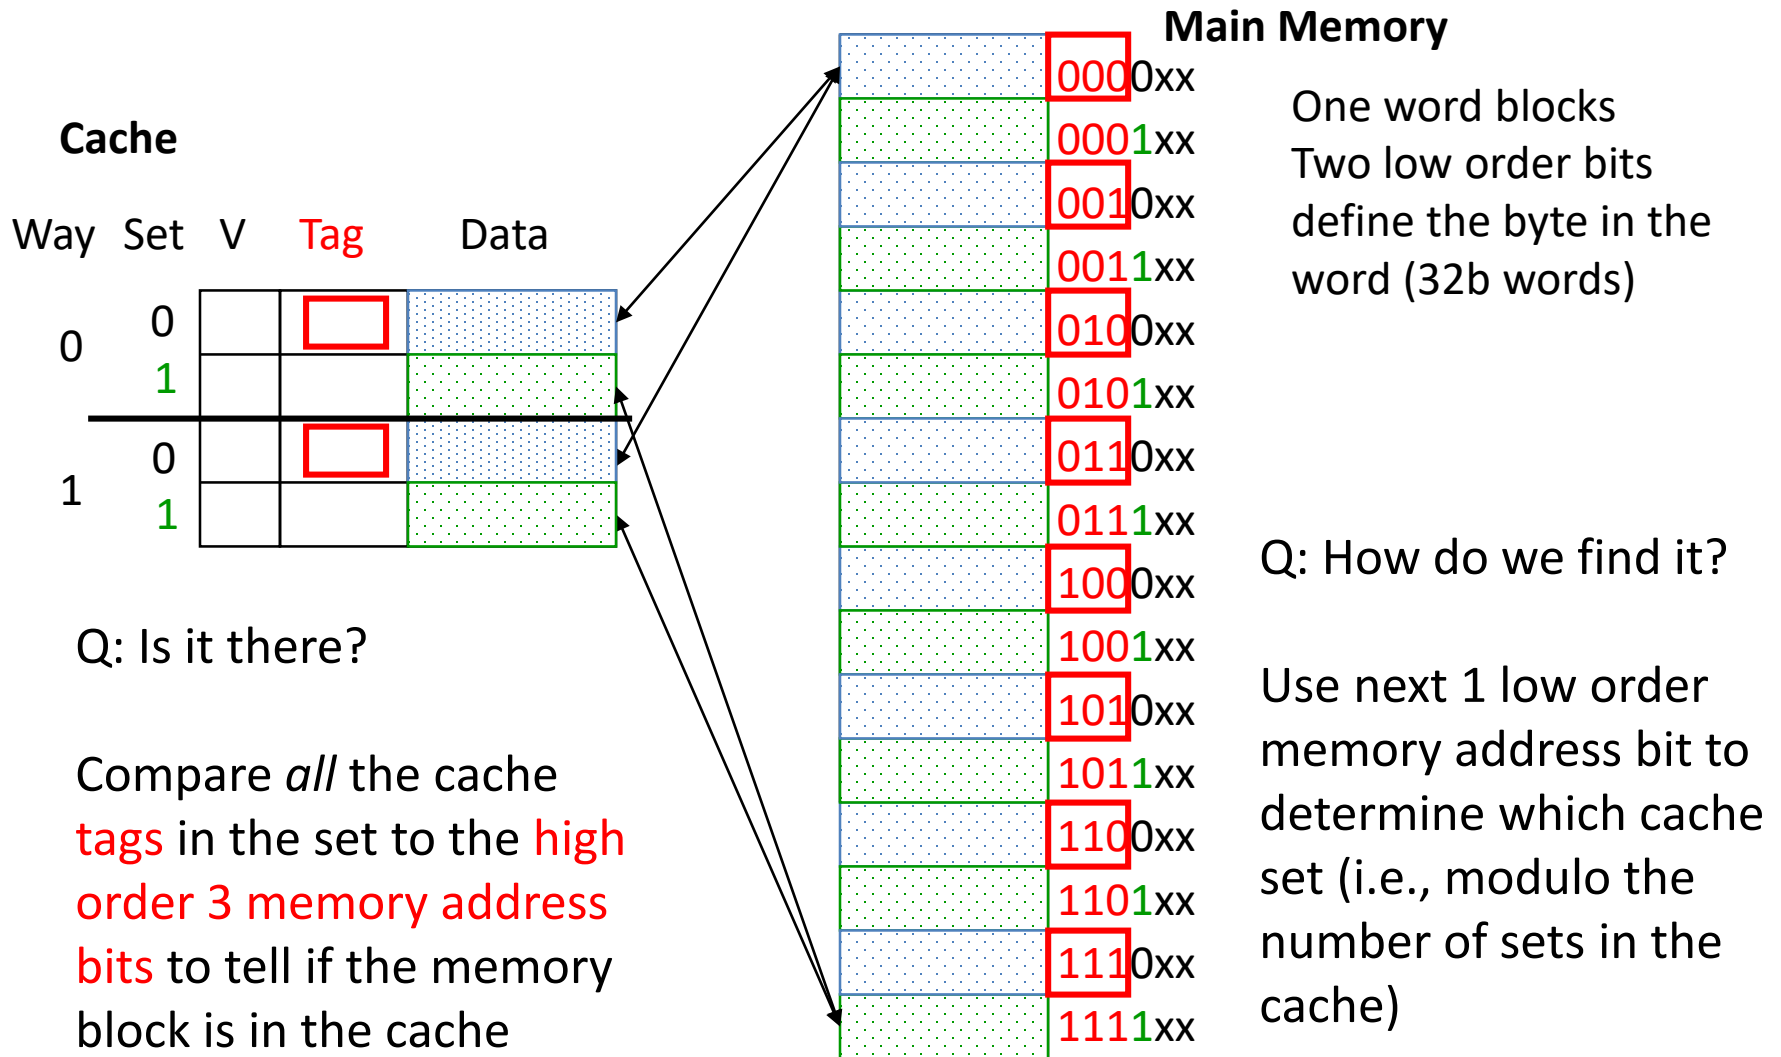 Cache
Way Set V Tag Data
0
0
1
1
0
1
Q: Is it there?
Compare all the cache
tags in the set to the high
order 3 memory address
bits to tell if the memory
block is in the cache
Main Memory
0000xx
0001xx
0010xx
0011xx
0100xx
0101xx
0110xx
0111xx
1000xx
1001xx
1010xx
1011xx
1100xx
1101xx
1110xx
1111xx
One word blocks
Two low order bits
define the byte in the
word (32b words)
Q: How do we find it?
Use next 1 low order
memory address bit to
determine which cache
set (i.e., modulo the
number of sets in the
cache)